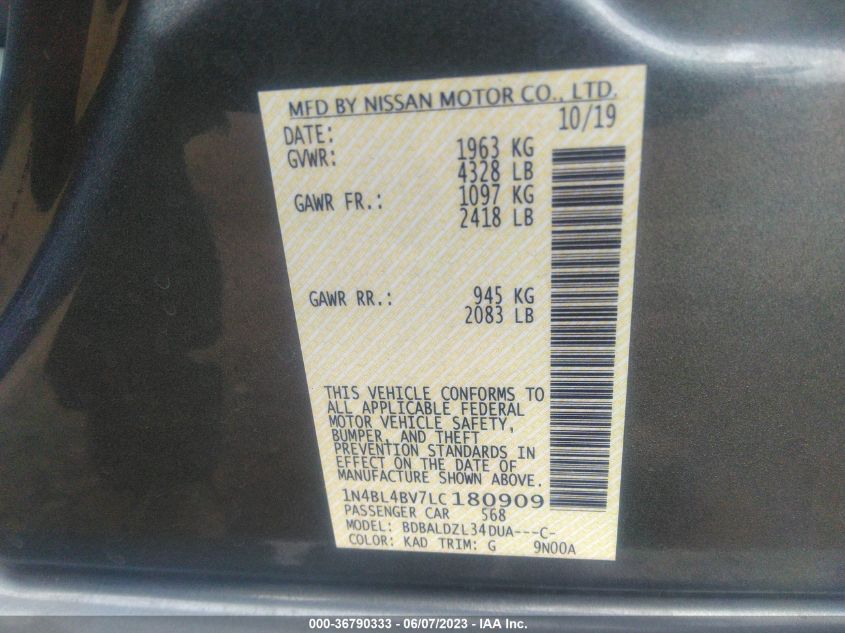 MFD BY NISSAN MOTOR CO., LTD.
DATE: 10/19
GVWR: 1963 KG
4328 LB
GAWR FR.: 1097 KG
2418 LB
GAWR RR.: 945 KG
2083 LB
THIS VEHICLE CONFORMS TO
ALL APPLICABLE FEDERAL
MOTOR VEHICLE SAFETY,
BUMPER, AND THEFT
PREVENTION STANDARDS IN
EFFECT ON THE DATE OF
MANUFACTURE SHOWN ABOVE.
1N4BL4BV7LC180909
PASSENGER CAR 568
MODEL: BDBALDZL34DUA---C-
COLOR: KAD TRIM: G 9N00A
000-36790333 - 06/07/2023 - IAA Inc.